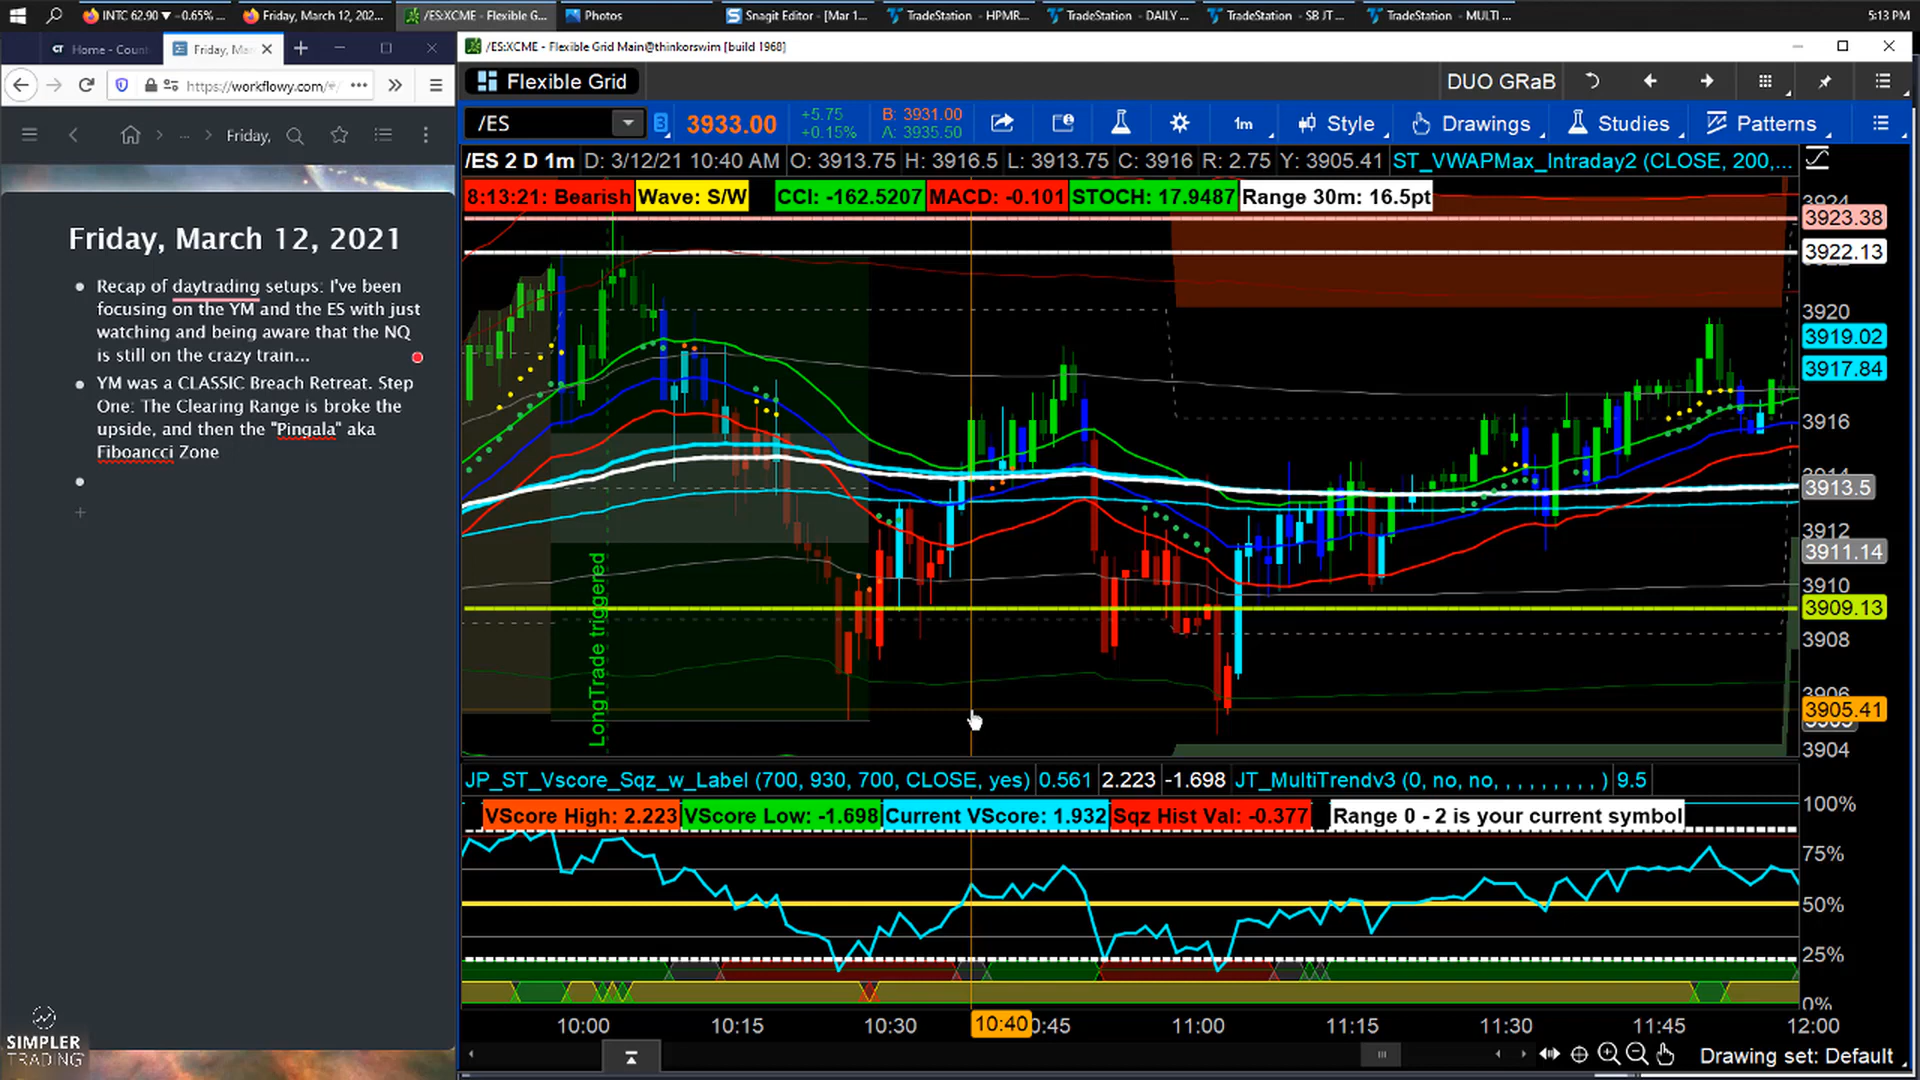 INTC 62.90 ▼ −0.65% ...
Friday, March 12, 202...
/ES:XCME - Flexible G...
Photos
Snagit Editor - [Mar 1...
TradeStation - HPMR...
TradeStation - DAILY ...
TradeStation - SB JT ...
TradeStation - MULTI ...
5:13 PM
Home - Coun
Friday, Ma
/ES:XCME - Flexible Grid Main@thinkorswim [build 1968]
https://workflowy.com/#/
Flexible Grid
DUO GRaB
Friday,
/ES
3933.00
+5.75
+0.15%
B: 3931.00
A: 3935.50
1m
Style
Drawings
Studies
Patterns
/ES 2 D 1m
D: 3/12/21 10:40 AM
O: 3913.75
H: 3916.5
L: 3913.75
C: 3916
R: 2.75
Y: 3905.41
ST_VWAPMax_Intraday2 (CLOSE, 200,...
8:13:21: Bearish
Wave: S/W
CCI: -162.5207
MACD: -0.101
STOCH: 17.9487
Range 30m: 16.5pt
Friday, March 12, 2021
Recap of daytrading setups: I've been
focusing on the YM and the ES with just
watching and being aware that the NQ
is still on the crazy train...
YM was a CLASSIC Breach Retreat. Step
One: The Clearing Range is broke the
upside, and then the "Pingala" aka
Fiboancci Zone
LongTrade triggered
3924
3923.38
3922.13
3920
3919.02
3917.84
3916
3914
3913.5
3912
3911.14
3910
3909.13
3908
3906
3905.41
3904
JP_ST_Vscore_Sqz_w_Label (700, 930, 700, CLOSE, yes)
0.561
2.223
-1.698
JT_MultiTrendv3 (0, no, no, , , , , , , , , )
9.5
VScore High: 2.223
VScore Low: -1.698
Current VScore: 1.932
Sqz Hist Val: -0.377
Range 0 - 2 is your current symbol
100%
75%
50%
25%
0%
10:00
10:15
10:30
10:40
0:45
11:00
11:15
11:30
11:45
12:00
Drawing set: Default
SIMPLER
TRADING